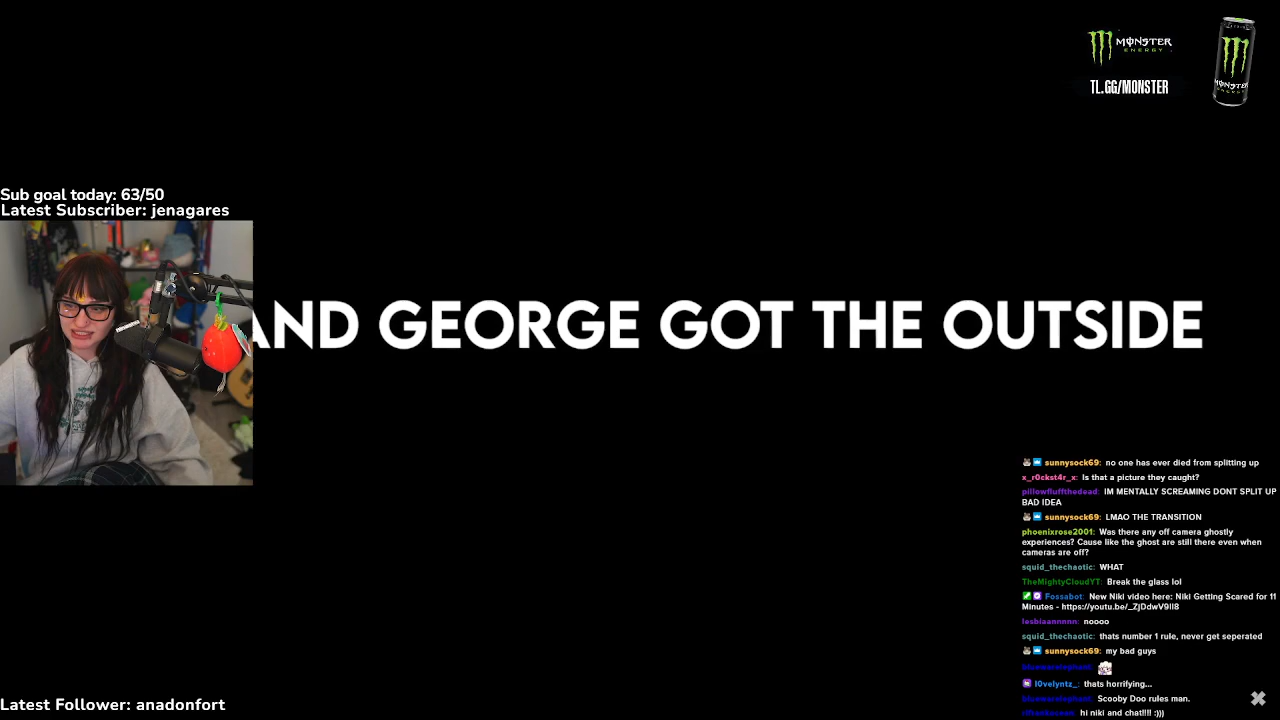 MONSTER
ENERGY
TL.GG/MONSTER
Sub goal today: 63/50
Latest Subscriber: jenagares
AND GEORGE GOT THE OUTSIDE
sunnysock69: no one has ever died from splitting up
x_r0ckst4r_x: Is that a picture they caught?
pillowfluffthedead: IM MENTALLY SCREAMING DONT SPLIT UP
BAD IDEA
sunnysock69: LMAO THE TRANSITION
phoenixrose2001: Was there any off camera ghostly
experiences? Cause like the ghost are still there even when
cameras are off?
squid_thechaotic: WHAT
TheMightyCloudYT: Break the glass lol
Fossabot: New Niki video here: Niki Getting Scared for 11
Minutes - https://youtu.be/_ZjDdwV9Il8
lesbiaannnnn: noooo
squid_thechaotic: thats number 1 rule, never get seperated
sunnysock69: my bad guys
l0velyntz_: thats horrifying...
Scooby Doo rules man.
hi niki and chat!!!! :)))
Latest Follower: anadonfort